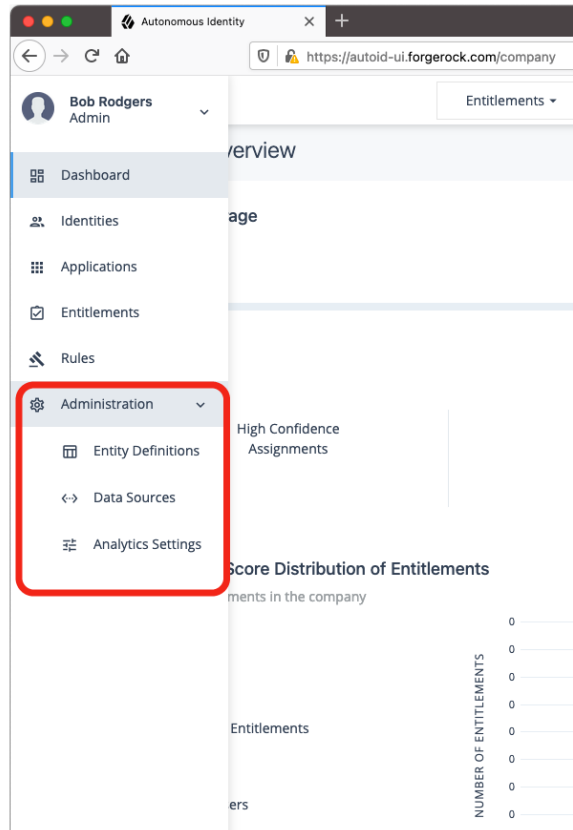 Autonomous Identity
https://autoid-ui.forgerock.com/company
Bob Rodgers
Admin
Entitlements
verview
Dashboard
Identities
age
Applications
Entitlements
Rules
Administration
High Confidence
Assignments
Entity Definitions
Data Sources
Analytics Settings
Score Distribution of Entitlements
ments in the company
0
0
0
0
0
0
0
0
NUMBER OF ENTITLEMENTS
Entitlements
ers